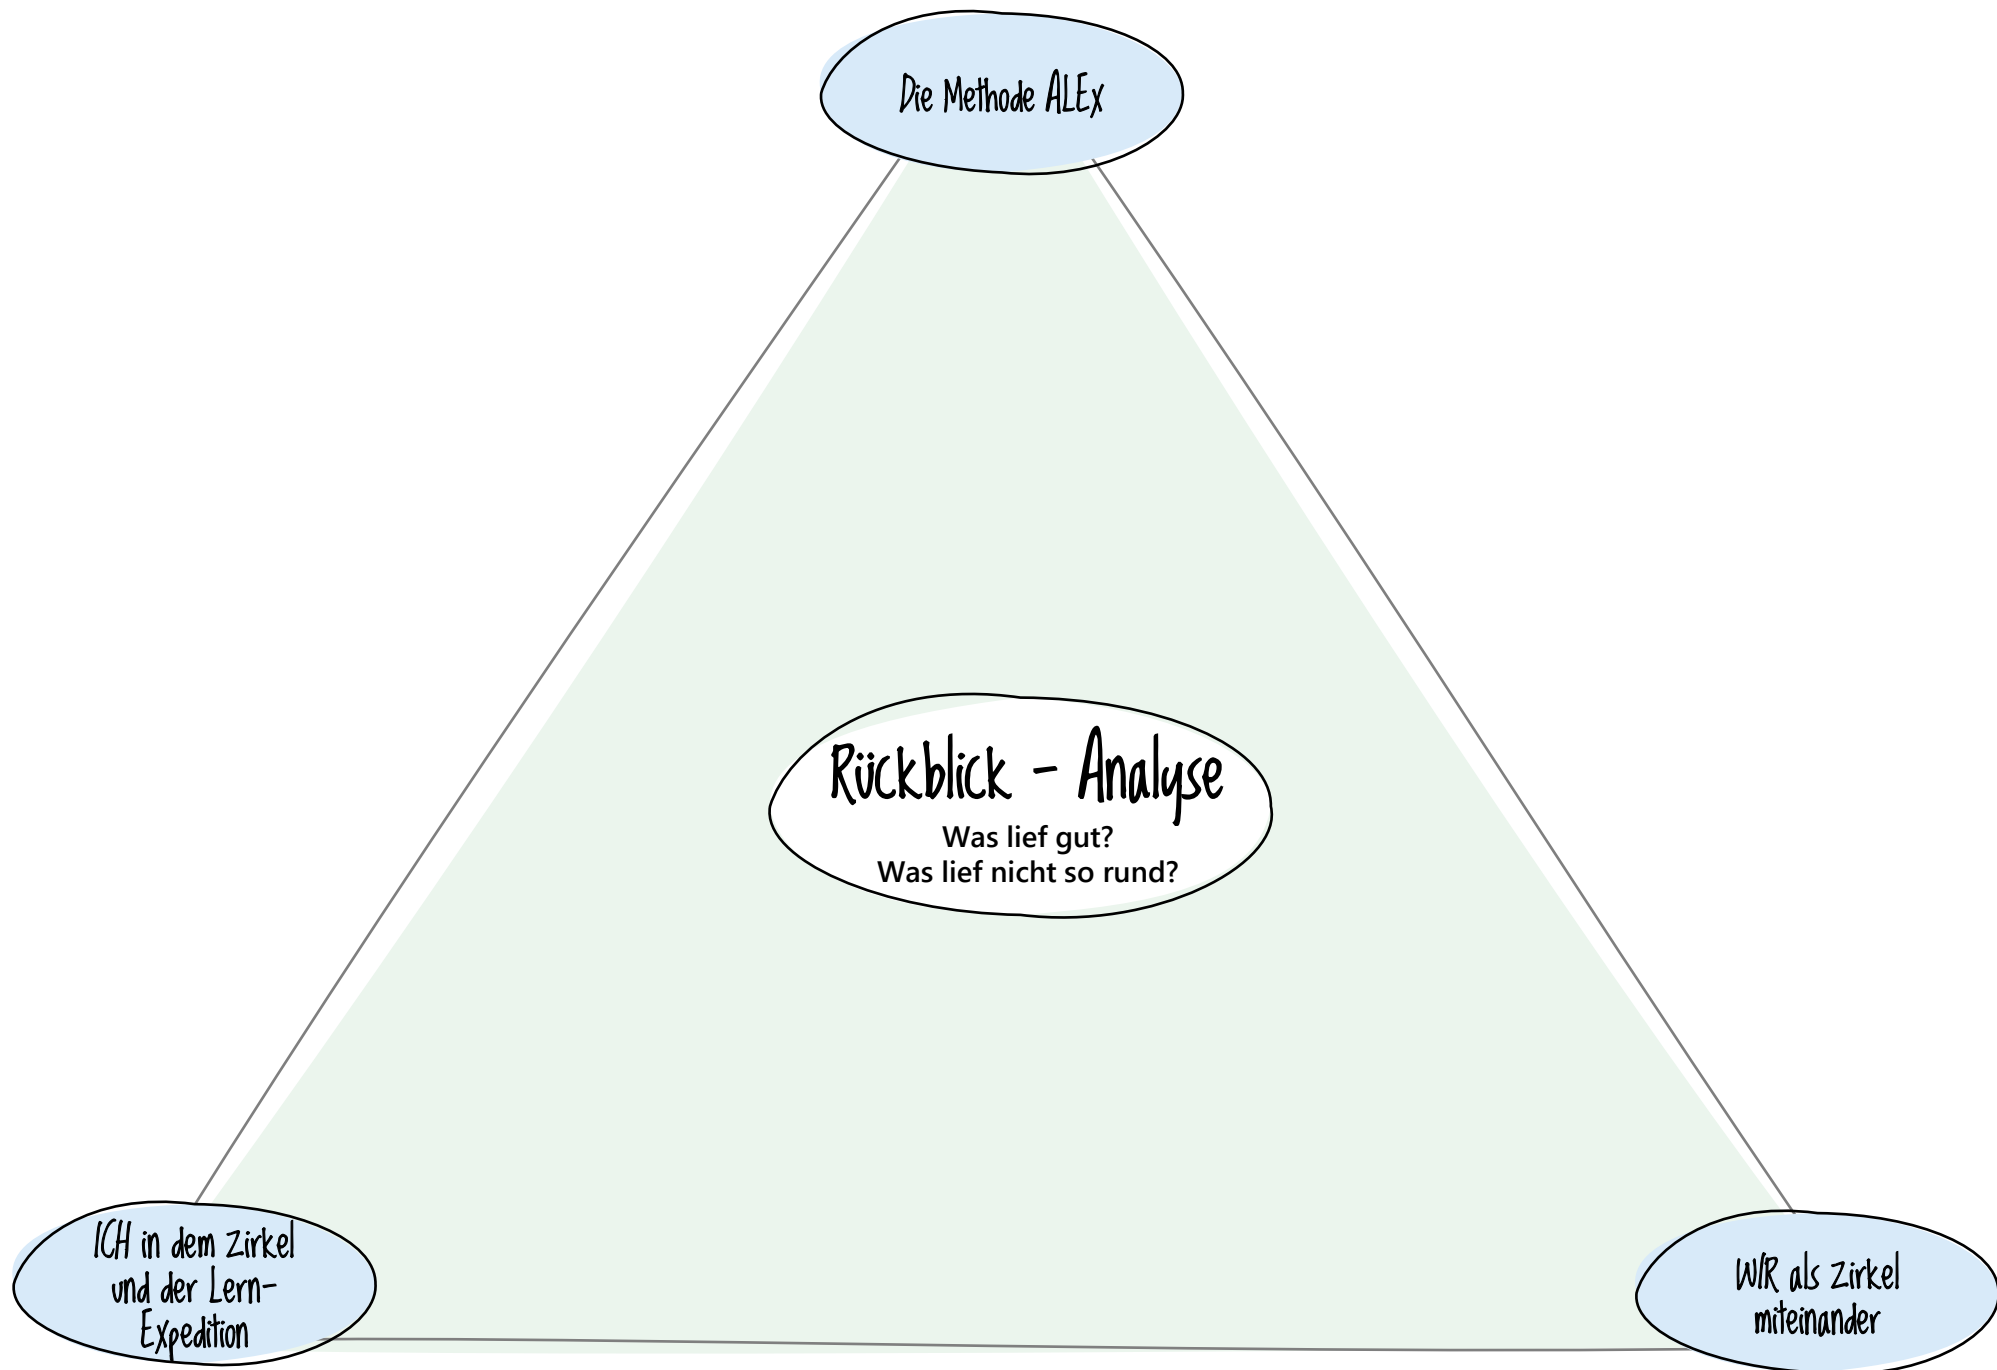 Die Methode ALEx
Rückblick - Analyse
Was lief gut?
Was lief nicht so rund?
ICH in dem Zirkel
und der Lern-
Expedition
WIR als Zirkel
miteinander